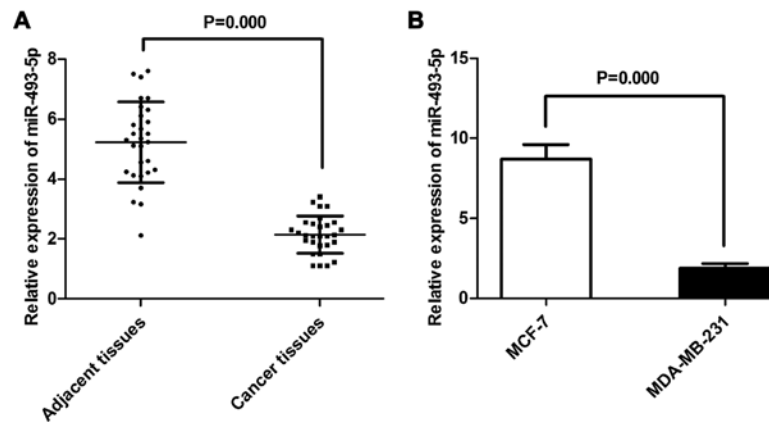 A
P=0.000
Relative expression of miR-493-5p
8
6
4
2
0
Adjacent tissues
Cancer tissues
B
P=0.000
Relative expression of miR-493-5p
15
10
5
0
MCF-7
MDA-MB-231